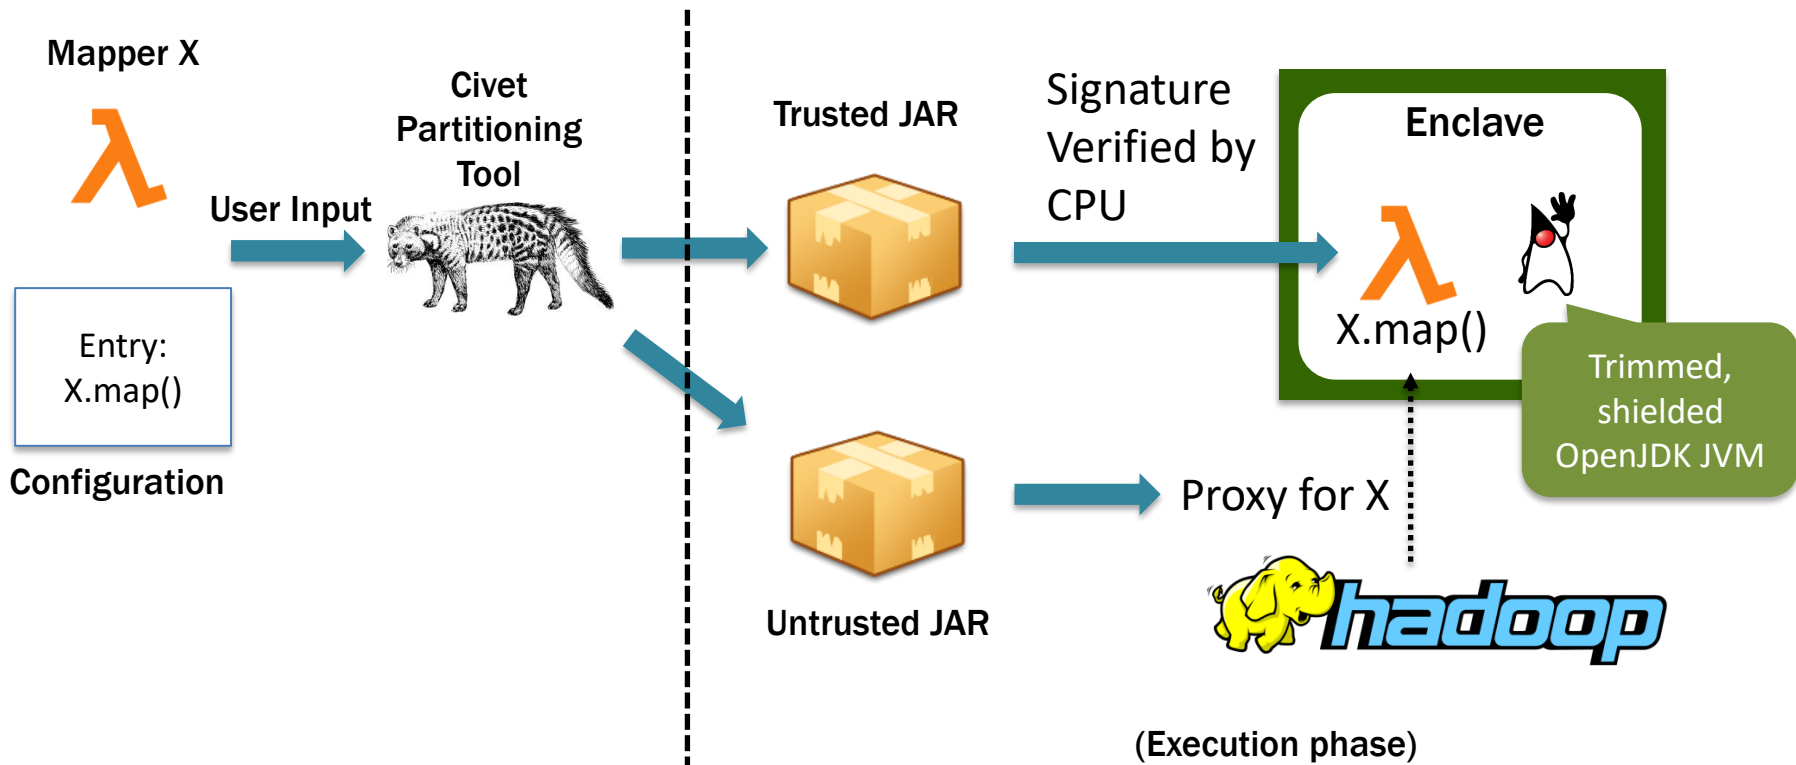 Mapper X
User Input
Entry:
X.map()
Configuration
Civet
Partitioning
Tool
Trusted JAR
Untrusted JAR
Signature
Verified by
CPU
Enclave
X.map()
Trimmed,
shielded
OpenJDK JVM
Proxy for X
hadoop
(Execution phase)